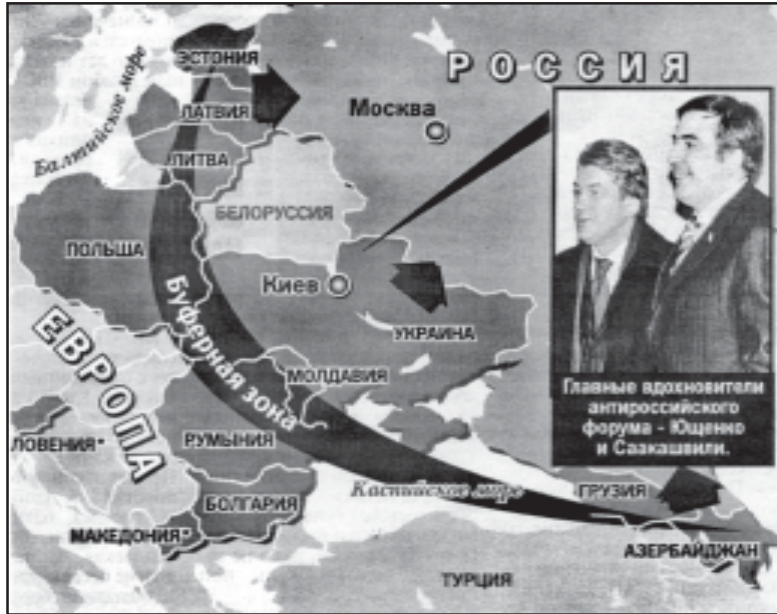 ЭСТОНИЯ
РОССИЯ
Балтийское море
ЛАТВИЯ
Москва
ЛИТВА
БЕЛОРУССИЯ
ПОЛЬША
Киев
Буферная зона
УКРАИНА
ЕВРОПА
МОЛДАВИЯ
Главные вдохновители
антироссийского
форума - Ющенко
и Саакашвили.
ЛОВЕНИЯ*
РУМЫНИЯ
Каспийское море
ГРУЗИЯ
БОЛГАРИЯ
МАКЕДОНИЯ*
АЗЕРБАЙДЖАН
ТУРЦИЯ